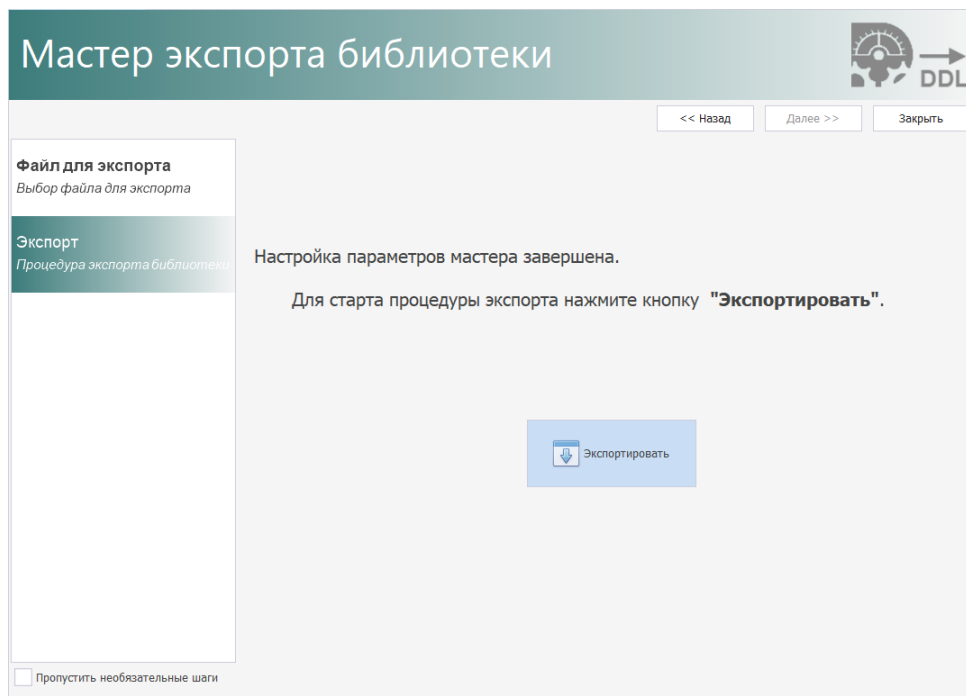 Мастер экспорта библиотеки
DDL
<< Назад
Далее >>
Закрыть
Файл для экспорта
Выбор файла для экспорта
Экспорт
Процедура экспорта библиотеки
Настройка параметров мастера завершена.
Для старта процедуры экспорта нажмите кнопку "Экспортировать".
Экспортировать
Пропустить необязательные шаги